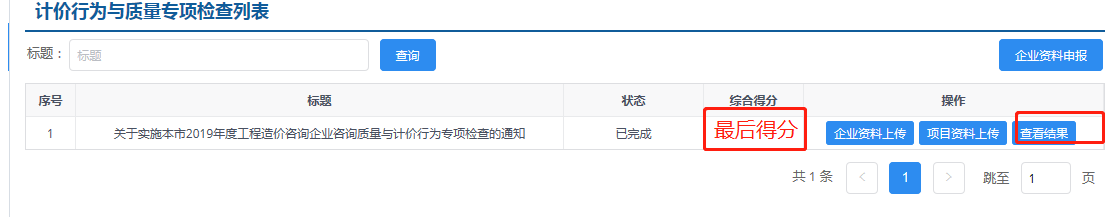 计价行为与质量专项检查列表
标题： 标题 查询 企业资料申报
序号 标题 状态 综合得分 操作
1 关于实施本市2019年度工程造价咨询企业咨询质量与计价行为专项检查的通知 已完成 最后得分 企业资料上传 项目资料上传 查看结果
共 1 条 < 1 > 跳至 1 页